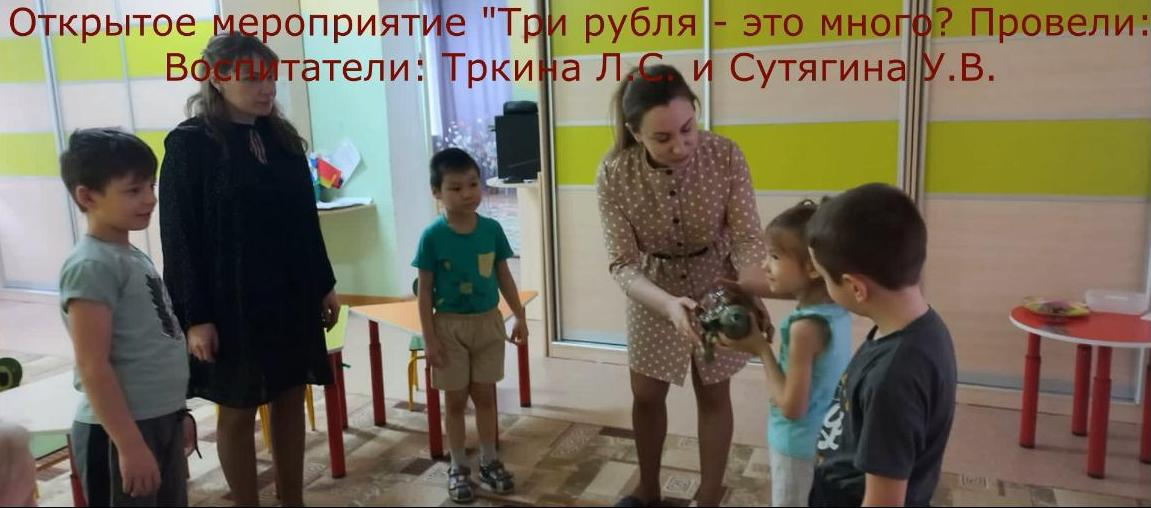 Открытое мероприятие "Три рубля - это много? Провели:
Воспитатели: Тркина Л.С. и Сутягина У.В.